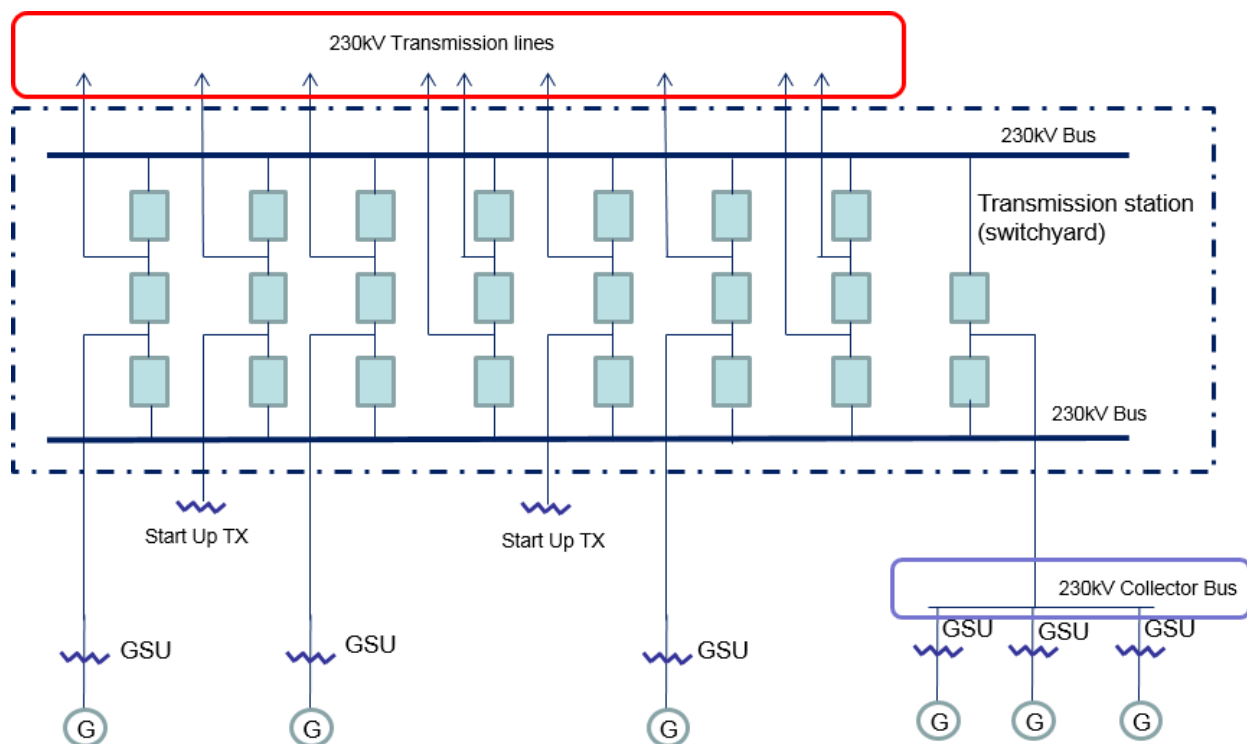 230kV Transmission lines
230kV Bus
Transmission station
(switchyard)
230kV Bus
Start Up TX
Start Up TX
230kV Collector Bus
GSU
GSU
GSU
GSU
GSU
GSU
G
G
G
G
G
G